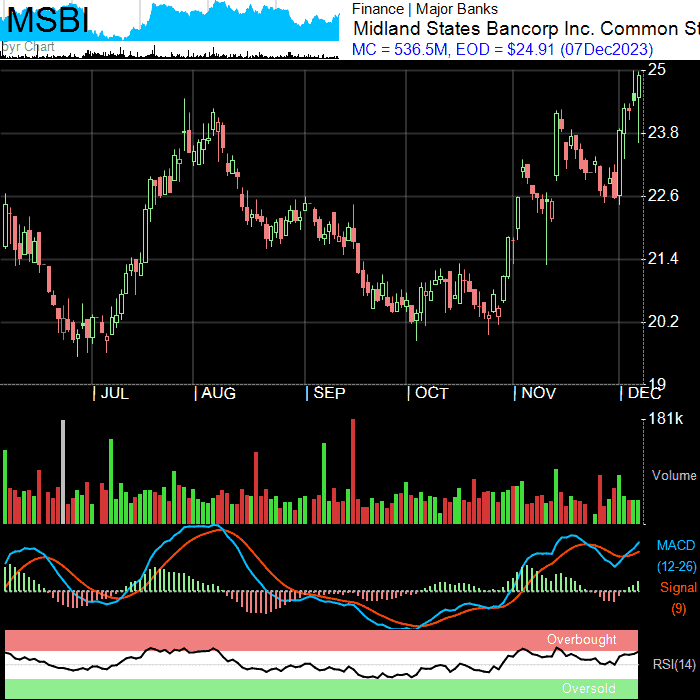 MSBI
Finance | Major Banks
Midland States Bancorp Inc. Common St
MC = 536.5M, EOD = $24.91 (07Dec2023)
5yr Chart
25
23.8
22.6
21.4
20.2
19
| JUL | AUG | SEP | OCT | NOV | DEC
181k
Volume
MACD
(12-26)
Signal
(9)
Overbought
RSI(14)
Oversold